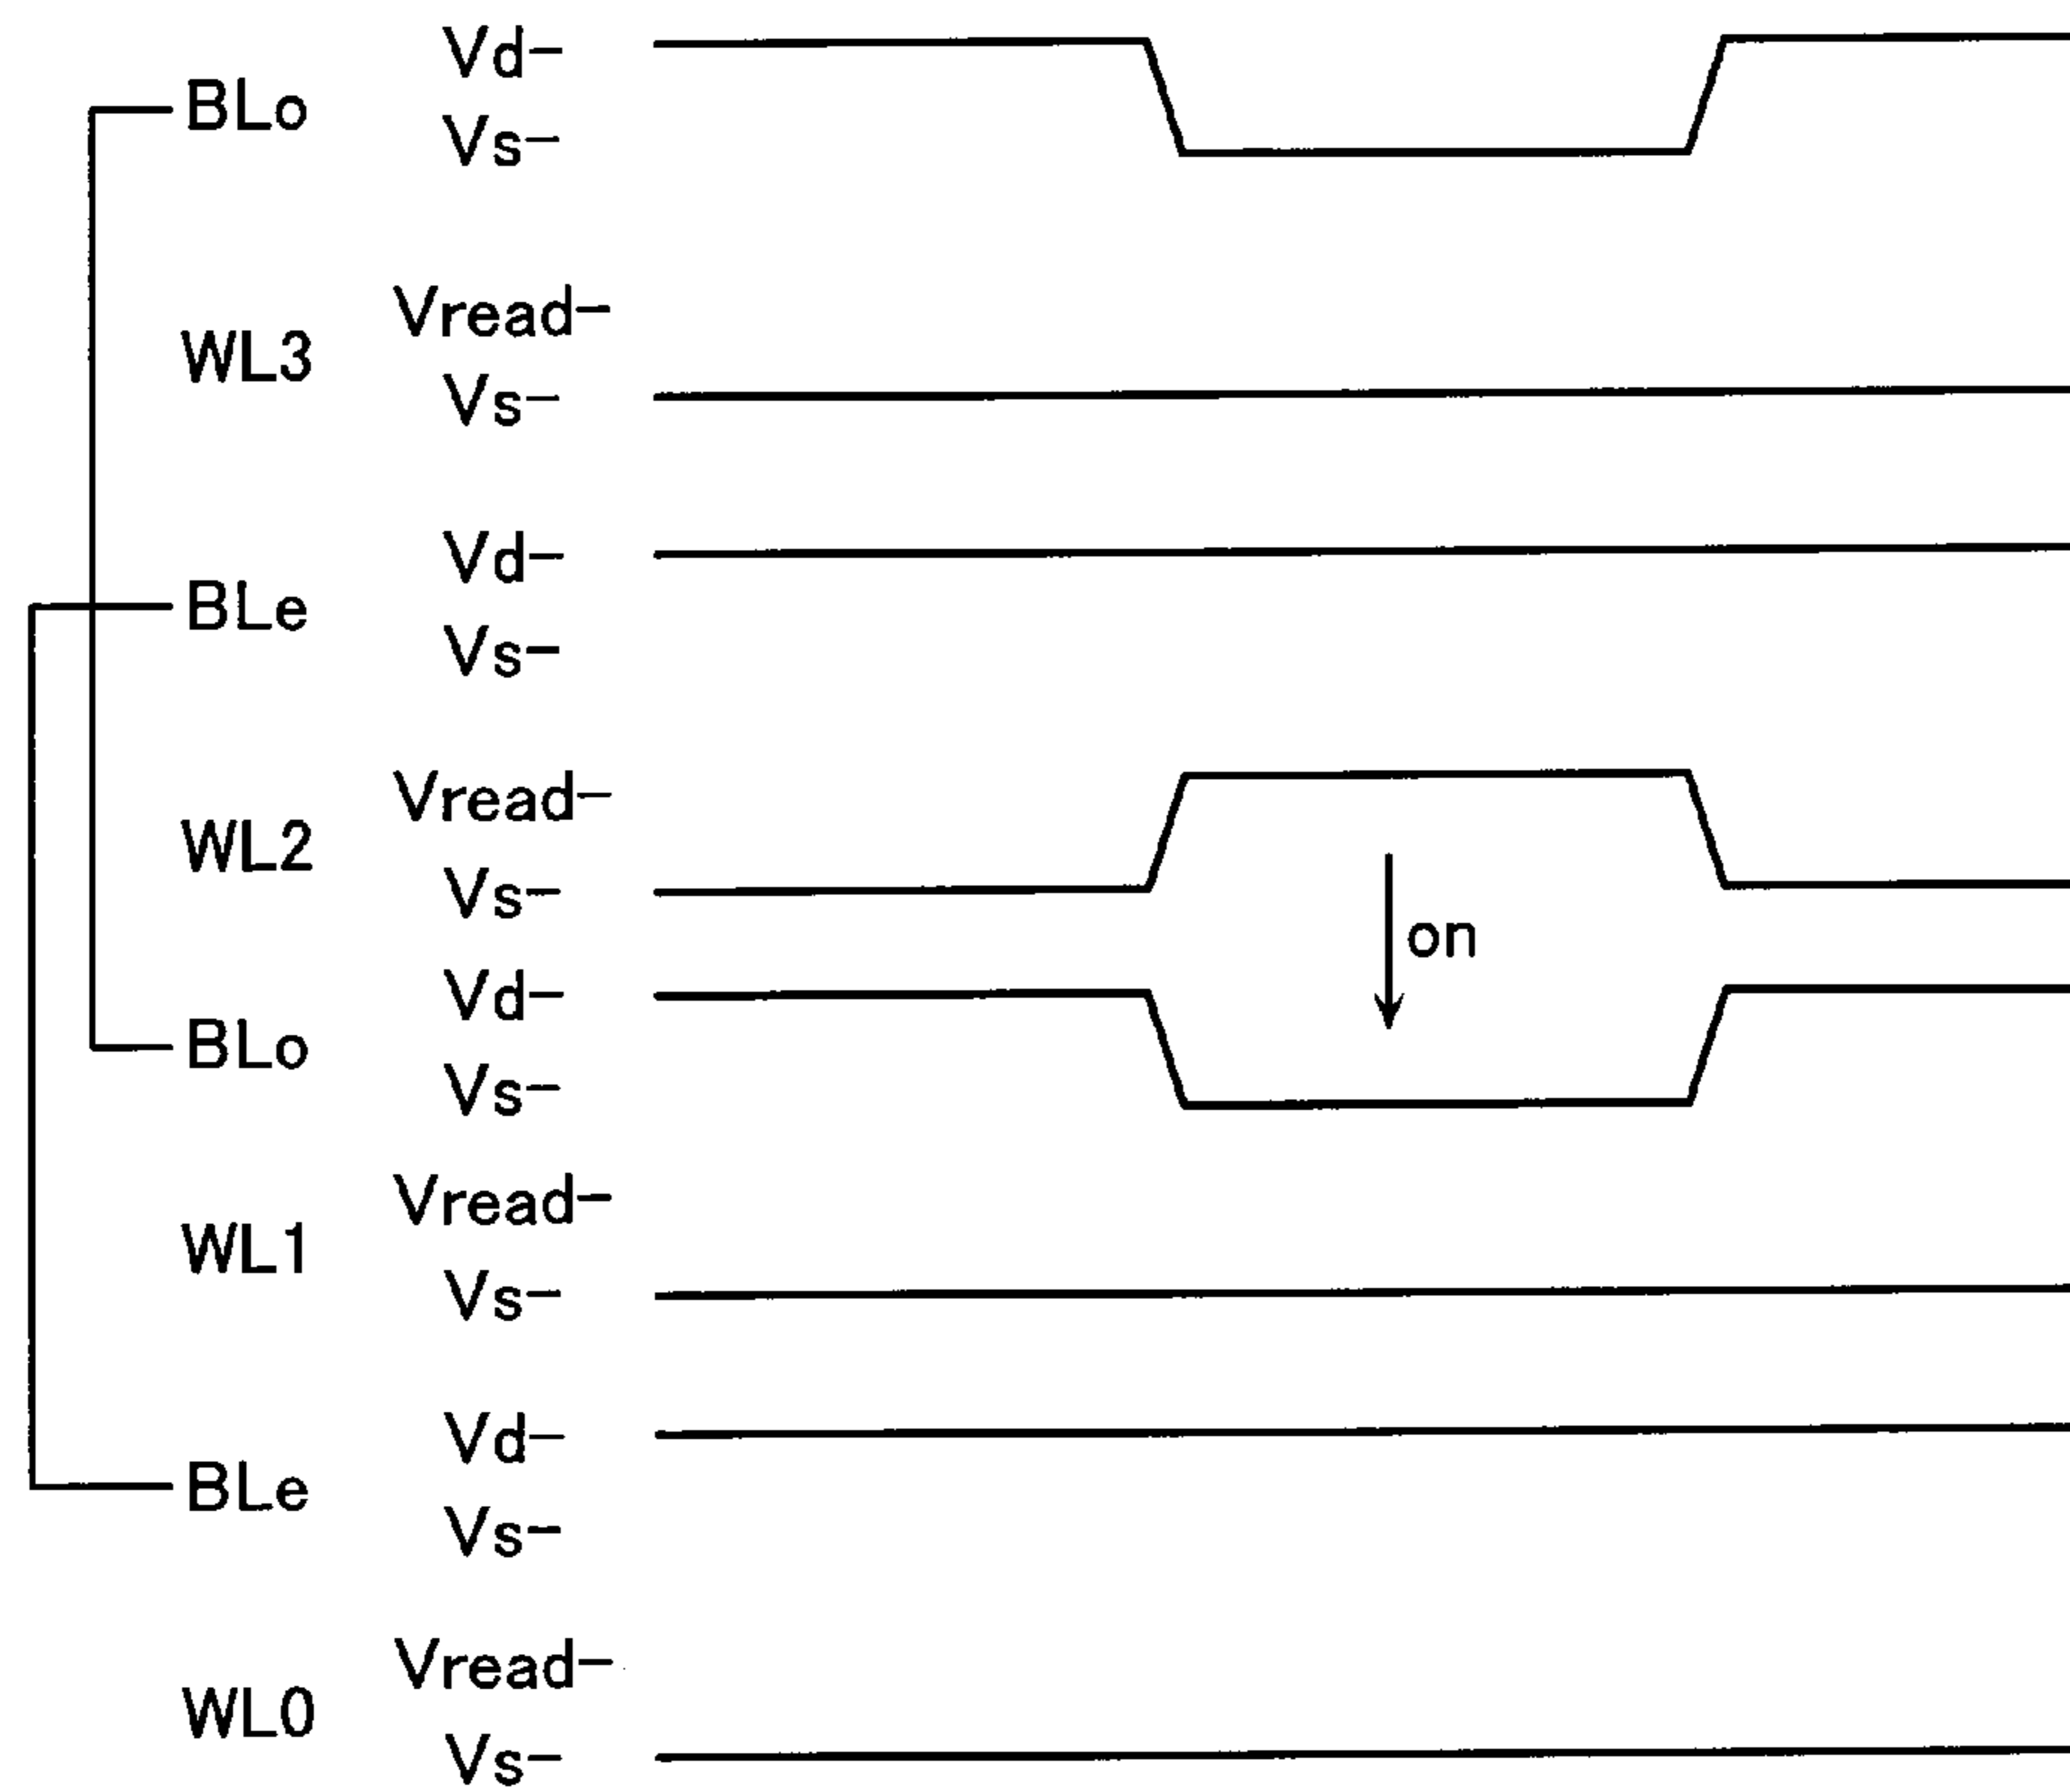 Vd-
BLo
Vs-
Vread-
WL3
Vs-
Vd-
BLe
Vs-
Vread-
WL2
Vs-
on
Vd-
BLo
Vs-
Vread-
WL1
Vs-
Vd-
BLe
Vs-
Vread-
WL0
Vs-